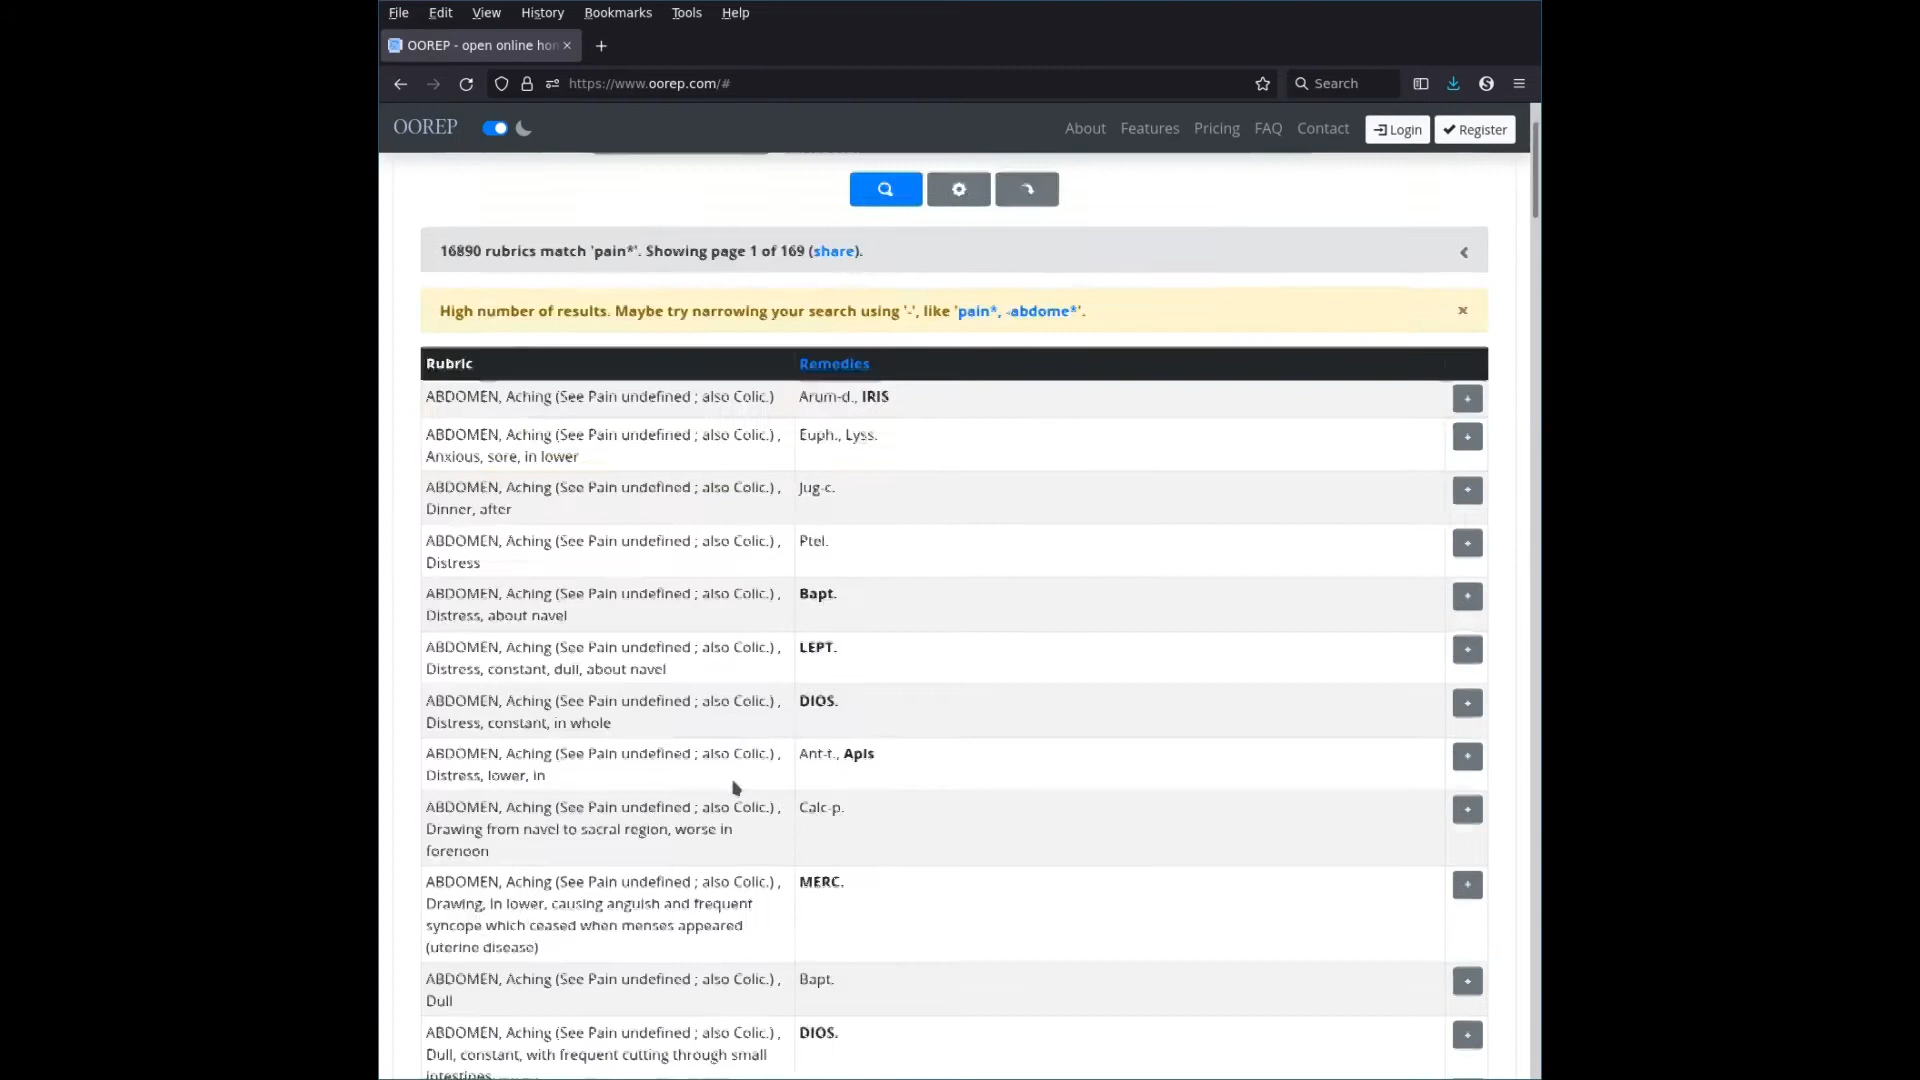 File Edit View History Bookmarks Tools Help
OOREP - open online hon
https://www.oorep.com/#
Search
OOREP
About Features Pricing FAQ Contact Login Register
16890 rubrics match 'pain*'. Showing page 1 of 169 (share).
High number of results. Maybe try narrowing your search using '-', like 'pain*, -abdome*'.
Rubric Remedies
ABDOMEN, Aching (See Pain undefined ; also Colic.) Arum-d., IRIS
ABDOMEN, Aching (See Pain undefined ; also Colic.) , Euph., Lyss.
Anxious, sore, in lower
ABDOMEN, Aching (See Pain undefined ; also Colic.) , Jug-c.
Dinner, after
ABDOMEN, Aching (See Pain undefined ; also Colic.) , Ptel.
Distress
ABDOMEN, Aching (See Pain undefined ; also Colic.) , Bapt.
Distress, about navel
ABDOMEN, Aching (See Pain undefined ; also Colic.) , LEPT.
Distress, constant, dull, about navel
ABDOMEN, Aching (See Pain undefined ; also Colic.) , DIOS.
Distress, constant, in whole
ABDOMEN, Aching (See Pain undefined ; also Colic.) , Ant-t., Apis
Distress, lower, in
ABDOMEN, Aching (See Pain undefined ; also Colic.) , Calc-p.
Drawing from navel to sacral region, worse in
forenoon
ABDOMEN, Aching (See Pain undefined ; also Colic.) , MERC.
Drawing, in lower, causing anguish and frequent
syncope which ceased when menses appeared
(uterine disease)
ABDOMEN, Aching (See Pain undefined ; also Colic.) , Bapt.
Dull
ABDOMEN, Aching (See Pain undefined ; also Colic.) , DIOS.
Dull, constant, with frequent cutting through small
intestines